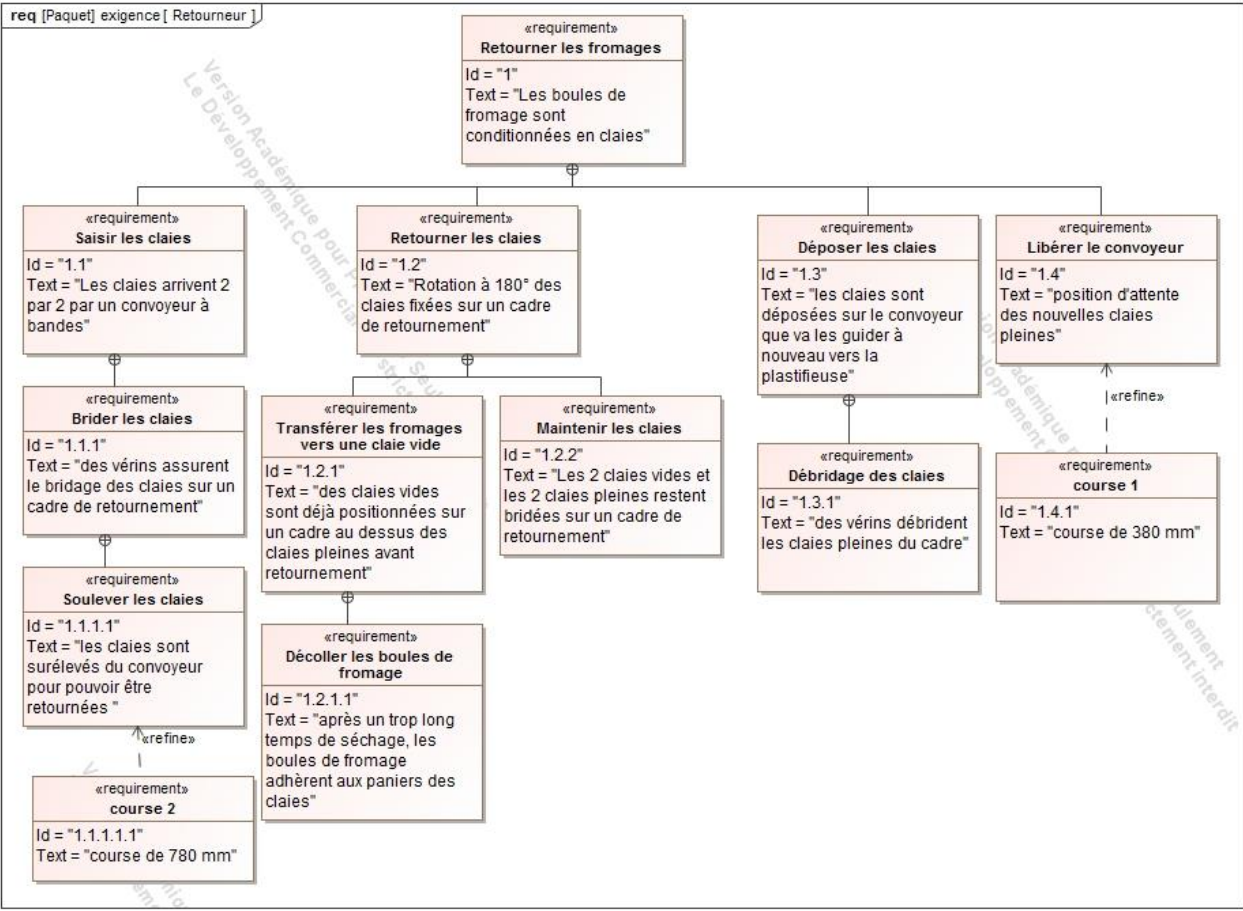 req [Paquet] exigence [ Retourneur ]
«requirement»
Retourner les fromages
Id = "1"
Text = "Les boules de
fromage sont
conditionnées en claies"
«requirement»
Saisir les claies
Id = "1.1"
Text = "Les claies arrivent 2
par 2 par un convoyeur à
bandes"
«requirement»
Brider les claies
Id = "1.1.1"
Text = "des vérins assurent
le bridage des claies sur un
cadre de retournement"
«requirement»
Soulever les claies
Id = "1.1.1.1"
Text = "les claies sont
surélevés du convoyeur
pour pouvoir être
retournées "
«refine»
«requirement»
course 2
Id = "1.1.1.1.1"
Text = "course de 780 mm"
«requirement»
Retourner les claies
Id = "1.2"
Text = "Rotation à 180° des
claies fixées sur un cadre
de retournement"
«requirement»
Transférer les fromages
vers une claie vide
Id = "1.2.1"
Text = "des claies vides
sont déjà positionnées sur
un cadre au dessus des
claies pleines avant
retournement"
«requirement»
Décoller les boules de
fromage
Id = "1.2.1.1"
Text = "après un trop long
temps de séchage, les
boules de fromage
adhèrent aux paniers des
claies"
«requirement»
Maintenir les claies
Id = "1.2.2"
Text = "Les 2 claies vides et
les 2 claies pleines restent
bridées sur un cadre de
retournement"
«requirement»
Déposer les claies
Id = "1.3"
Text = "les claies sont
déposées sur le convoyeur
que va les guider à
nouveau vers la
plastifieuse"
«requirement»
Débridage des claies
Id = "1.3.1"
Text = "des vérins débrident
les claies pleines du cadre"
«requirement»
Libérer le convoyeur
Id = "1.4"
Text = "position d'attente
des nouvelles claies
pleines"
«refine»
«requirement»
course 1
Id = "1.4.1"
Text = "course de 380 mm"
Version Académique pour
Le Développement Commercial